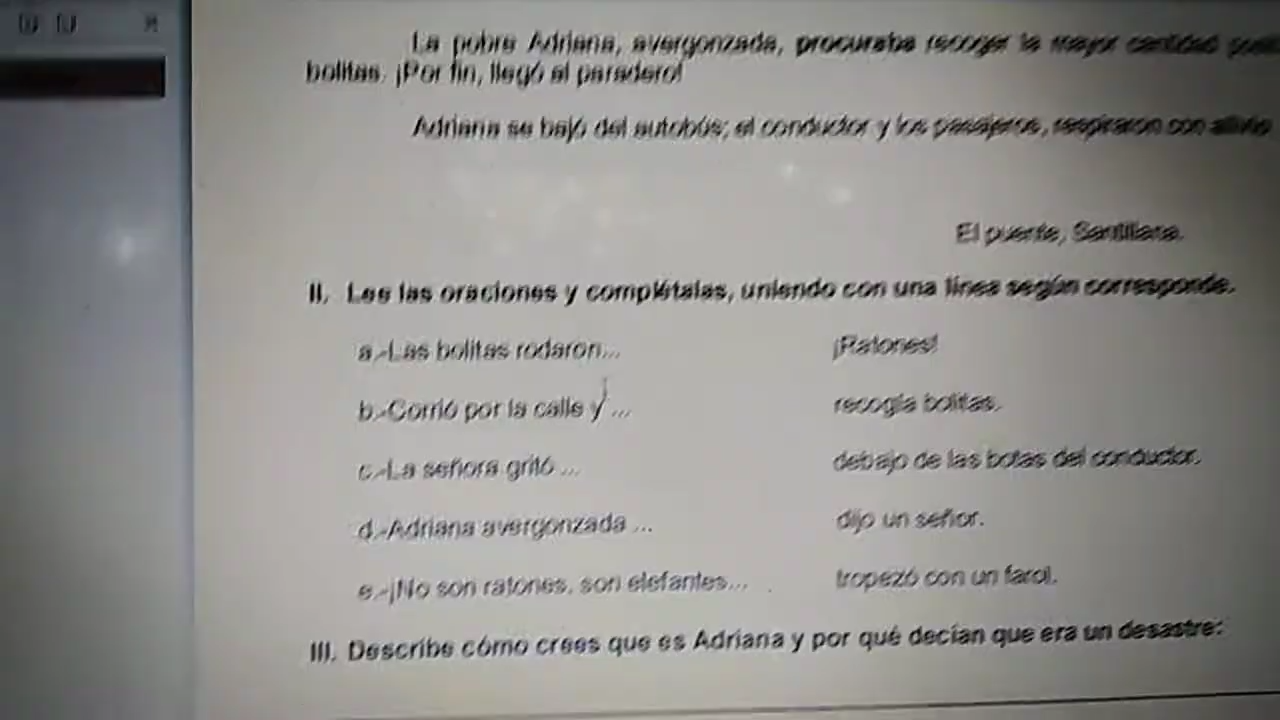 La pobre Adriana, avergonzada, procuraba recoger la mayor cantidad
bolitas. ¡Por fin, llegó al paradero!
Adriana se bajó del autobús; el conductor y los pasajeros, respiraron con alivio
El puente, Santillana.
II. Lee las oraciones y complétalas, uniendo con una línea según corresponde.
a.-Las bolitas rodaron... ¡Ratones!
b.-Corrió por la calle y ... recogía bolitas.
c.-La señora gritó ... debajo de las botas del conductor.
d.-Adriana avergonzada ... dijo un señor.
e.-¡No son ratones, son elefantes... tropezó con un farol.
III. Describe cómo crees que es Adriana y por qué decían que era un desastre: